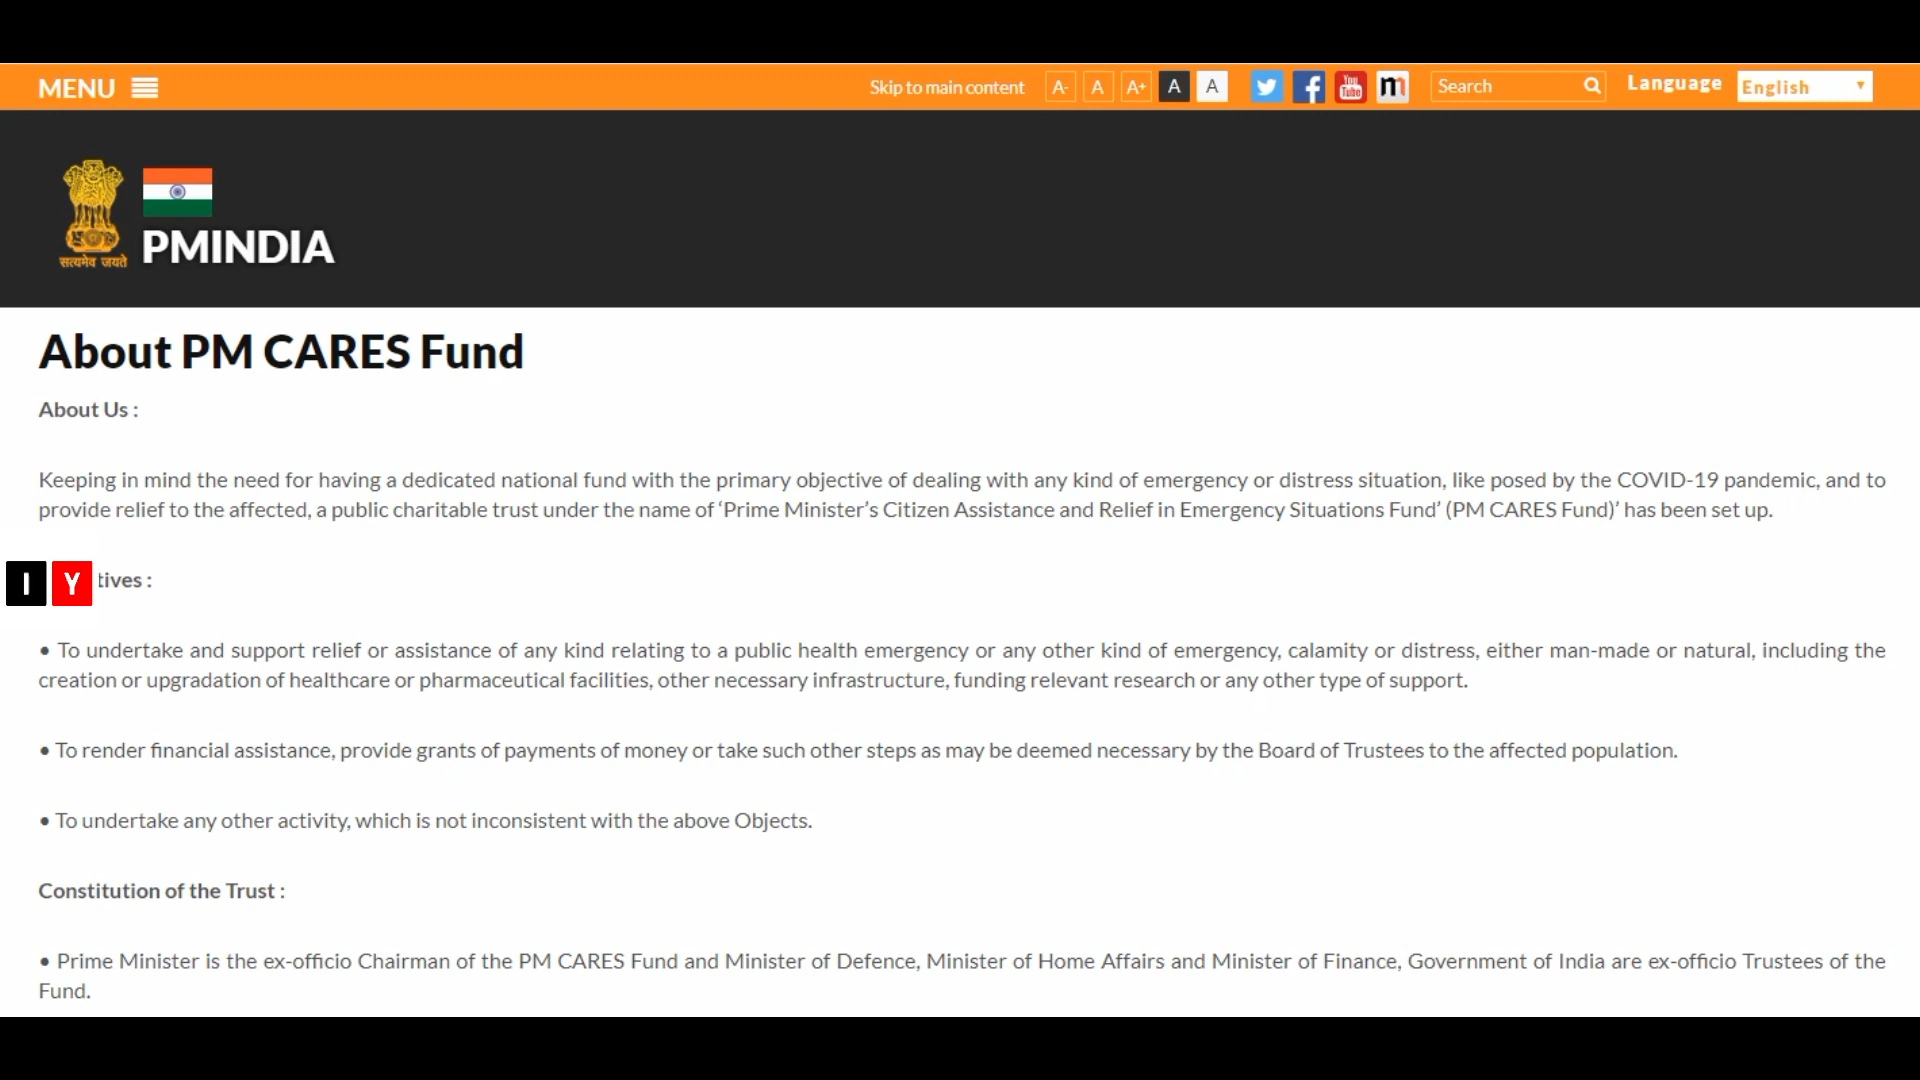 MENU
Skip to main content A- A A+ A A You Tube m Search Language English
सत्यमेव जयते
PMINDIA
About PM CARES Fund
About Us :
Keeping in mind the need for having a dedicated national fund with the primary objective of dealing with any kind of emergency or distress situation, like posed by the COVID-19 pandemic, and to
provide relief to the affected, a public charitable trust under the name of ‘Prime Minister’s Citizen Assistance and Relief in Emergency Situations Fund’ (PM CARES Fund)’ has been set up.
I Y tives :
• To undertake and support relief or assistance of any kind relating to a public health emergency or any other kind of emergency, calamity or distress, either man-made or natural, including the
creation or upgradation of healthcare or pharmaceutical facilities, other necessary infrastructure, funding relevant research or any other type of support.
• To render financial assistance, provide grants of payments of money or take such other steps as may be deemed necessary by the Board of Trustees to the affected population.
• To undertake any other activity, which is not inconsistent with the above Objects.
Constitution of the Trust :
• Prime Minister is the ex-officio Chairman of the PM CARES Fund and Minister of Defence, Minister of Home Affairs and Minister of Finance, Government of India are ex-officio Trustees of the
Fund.